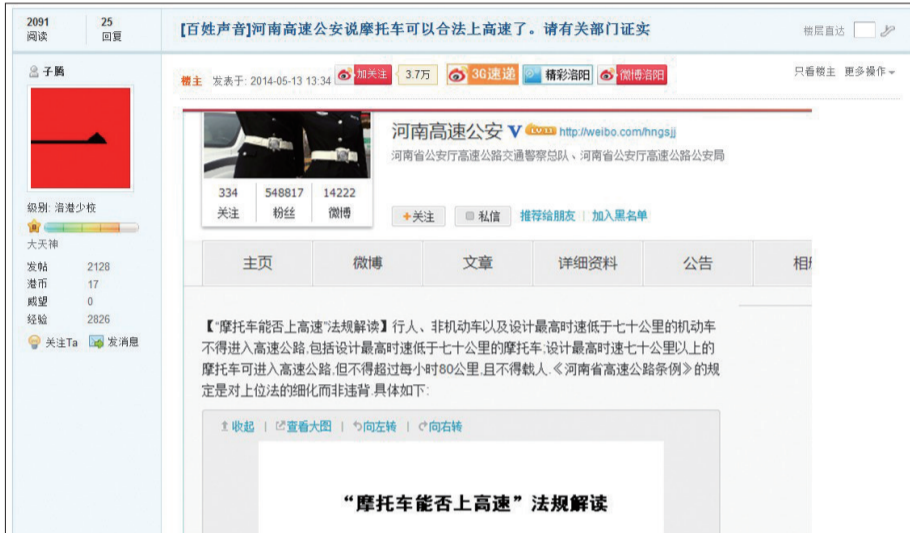 2091
阅读
25
回复
[百姓声音]河南高速公安说摩托车可以合法上高速了。请有关部门证实
楼层直达
子腾
楼主 发表于: 2014-05-13 13:34 加关注 3.7万 3G速递 精彩洛阳 微博洛阳
只看楼主 更多操作
河南高速公安 V http://weibo.com/hngsjj
河南省公安厅高速公路交通警察总队、河南省公安厅高速公路公安局
334 548817 14222
关注 粉丝 微博
+关注 私信 推荐给朋友 | 加入黑名单
级别: 洛港少校
大天神
发帖 2128
港币 17
威望 0
经验 2826
关注Ta 发消息
主页 微博 文章 详细资料 公告 相册
【“摩托车能否上高速”法规解读】行人、非机动车以及设计最高时速低于七十公里的机动车
不得进入高速公路,包括设计最高时速低于七十公里的摩托车;设计最高时速七十公里以上的
摩托车可进入高速公路,但不得超过每小时80公里,且不得载人.《河南省高速公路条例》的规
定是对上位法的细化而非违背.具体如下:
收起 | 查看大图 | 向左转 | 向右转
“摩托车能否上高速”法规解读